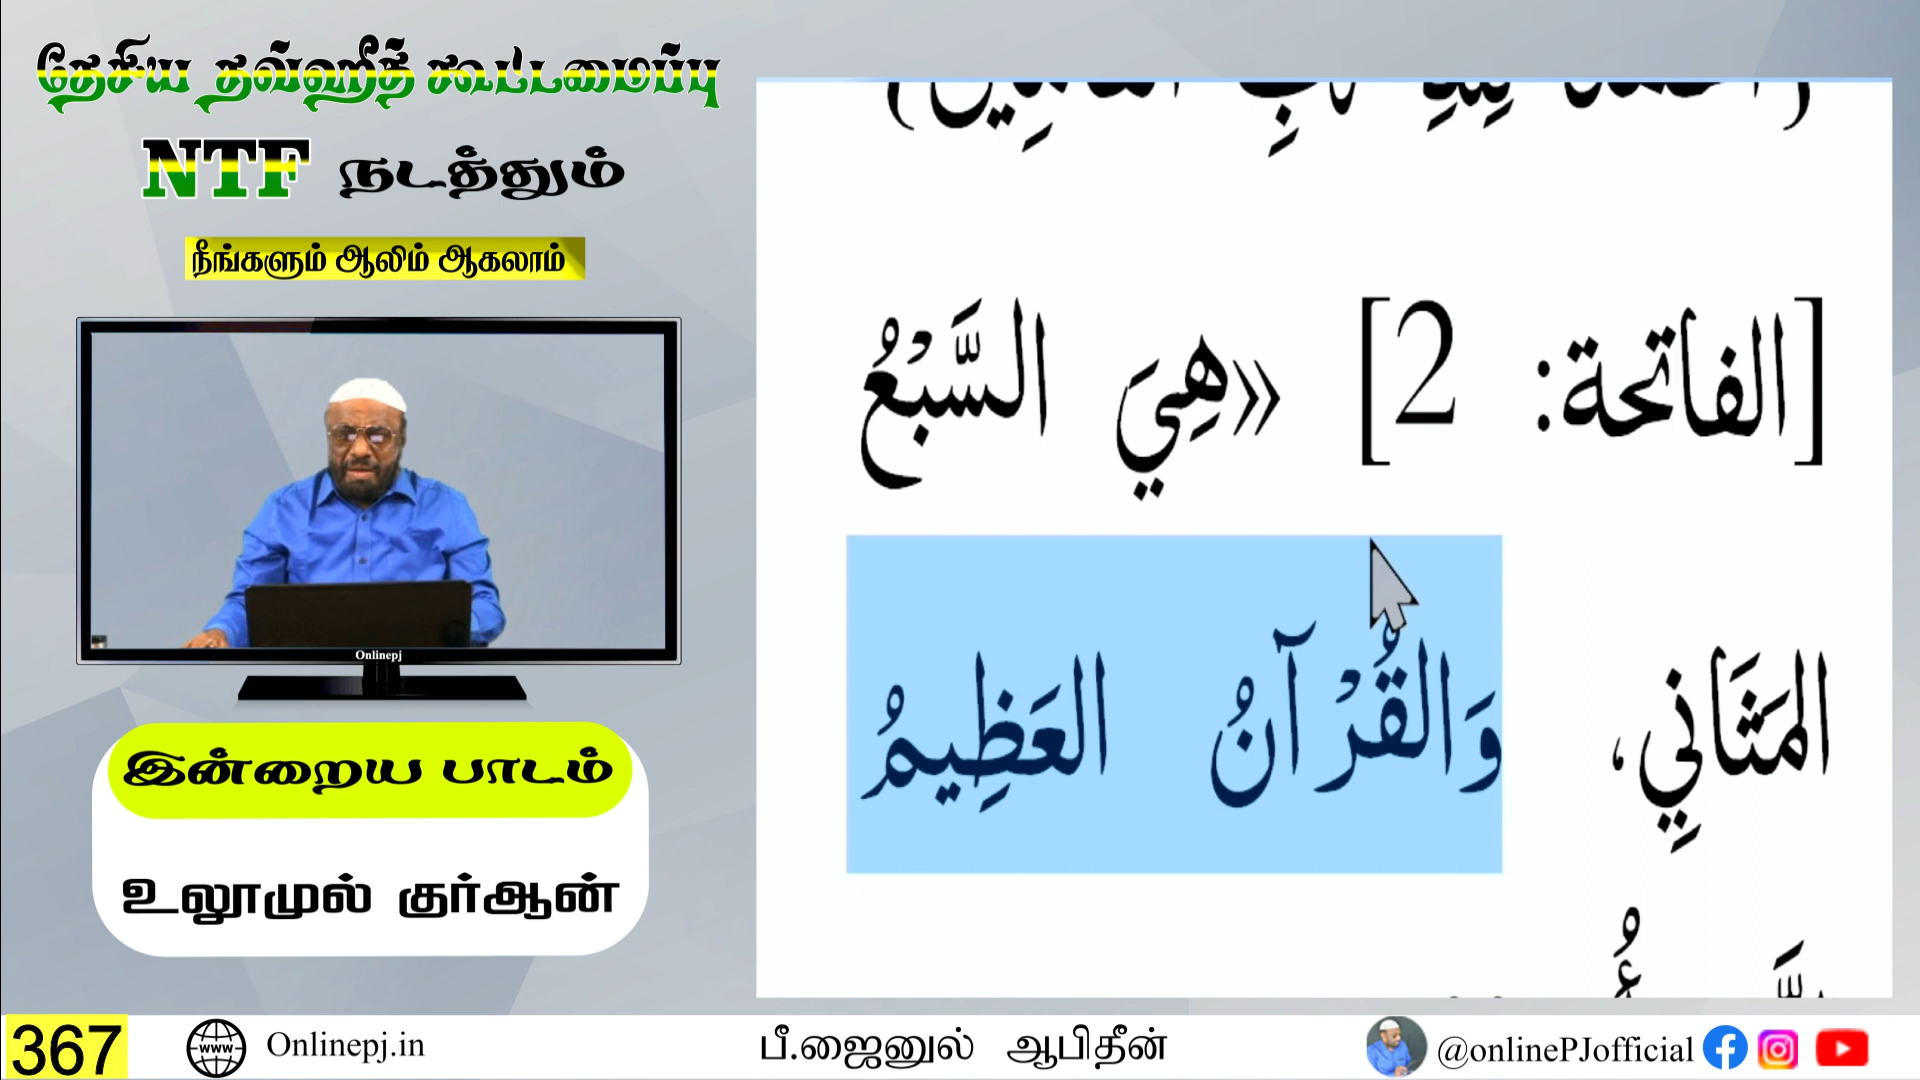 தேசிய தவ்ஹீத் கூட்டமைப்பு
NTF நடத்தும்
நீங்களும் ஆலிம் ஆகலாம்
Onlinepj
இன்றைய பாடம்
உலூமுல் குர்ஆன்
[الفاتحة: 2] «هِيَ السَّبْعُ
المَثَانِي، وَالقُرْآنُ العَظِيمُ
367
www
Onlinepj.in
பீ.ஜைனுல் ஆபிதீன்
@onlinePJofficial